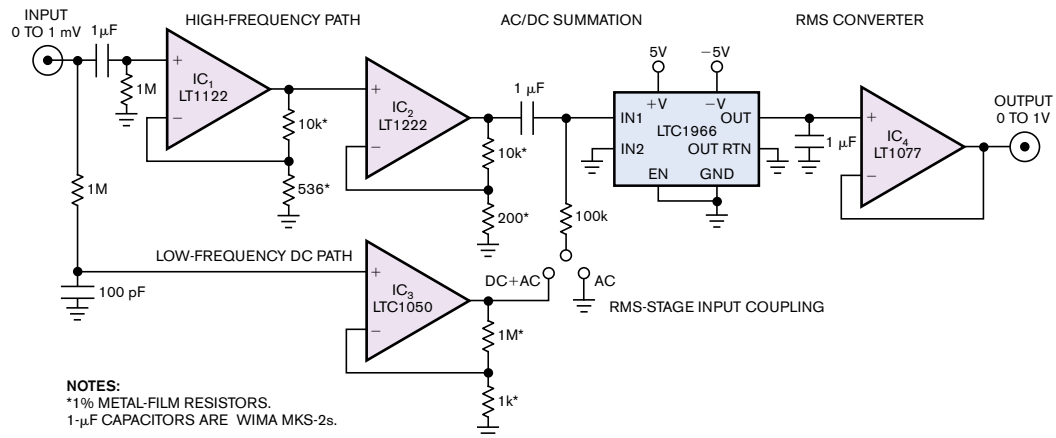 INPUT
0 TO 1 mV
1μF
HIGH-FREQUENCY PATH
AC/DC SUMMATION
RMS CONVERTER
+
−
IC1
LT1122
1M
10k*
536*
+
−
IC2
LT1222
10k*
200*
1 μF
5V
−5V
+V
−V
IN1
OUT
LTC1966
IN2
OUT RTN
EN
GND
1 μF
+
−
IC4
LT1077
OUTPUT
0 TO 1V
1M
100k
LOW-FREQUENCY DC PATH
100 pF
+
−
IC3
LTC1050
DC+AC
AC
RMS-STAGE INPUT COUPLING
1M*
1k*
NOTES:
*1% METAL-FILM RESISTORS.
1-μF CAPACITORS ARE WIMA MKS-2s.